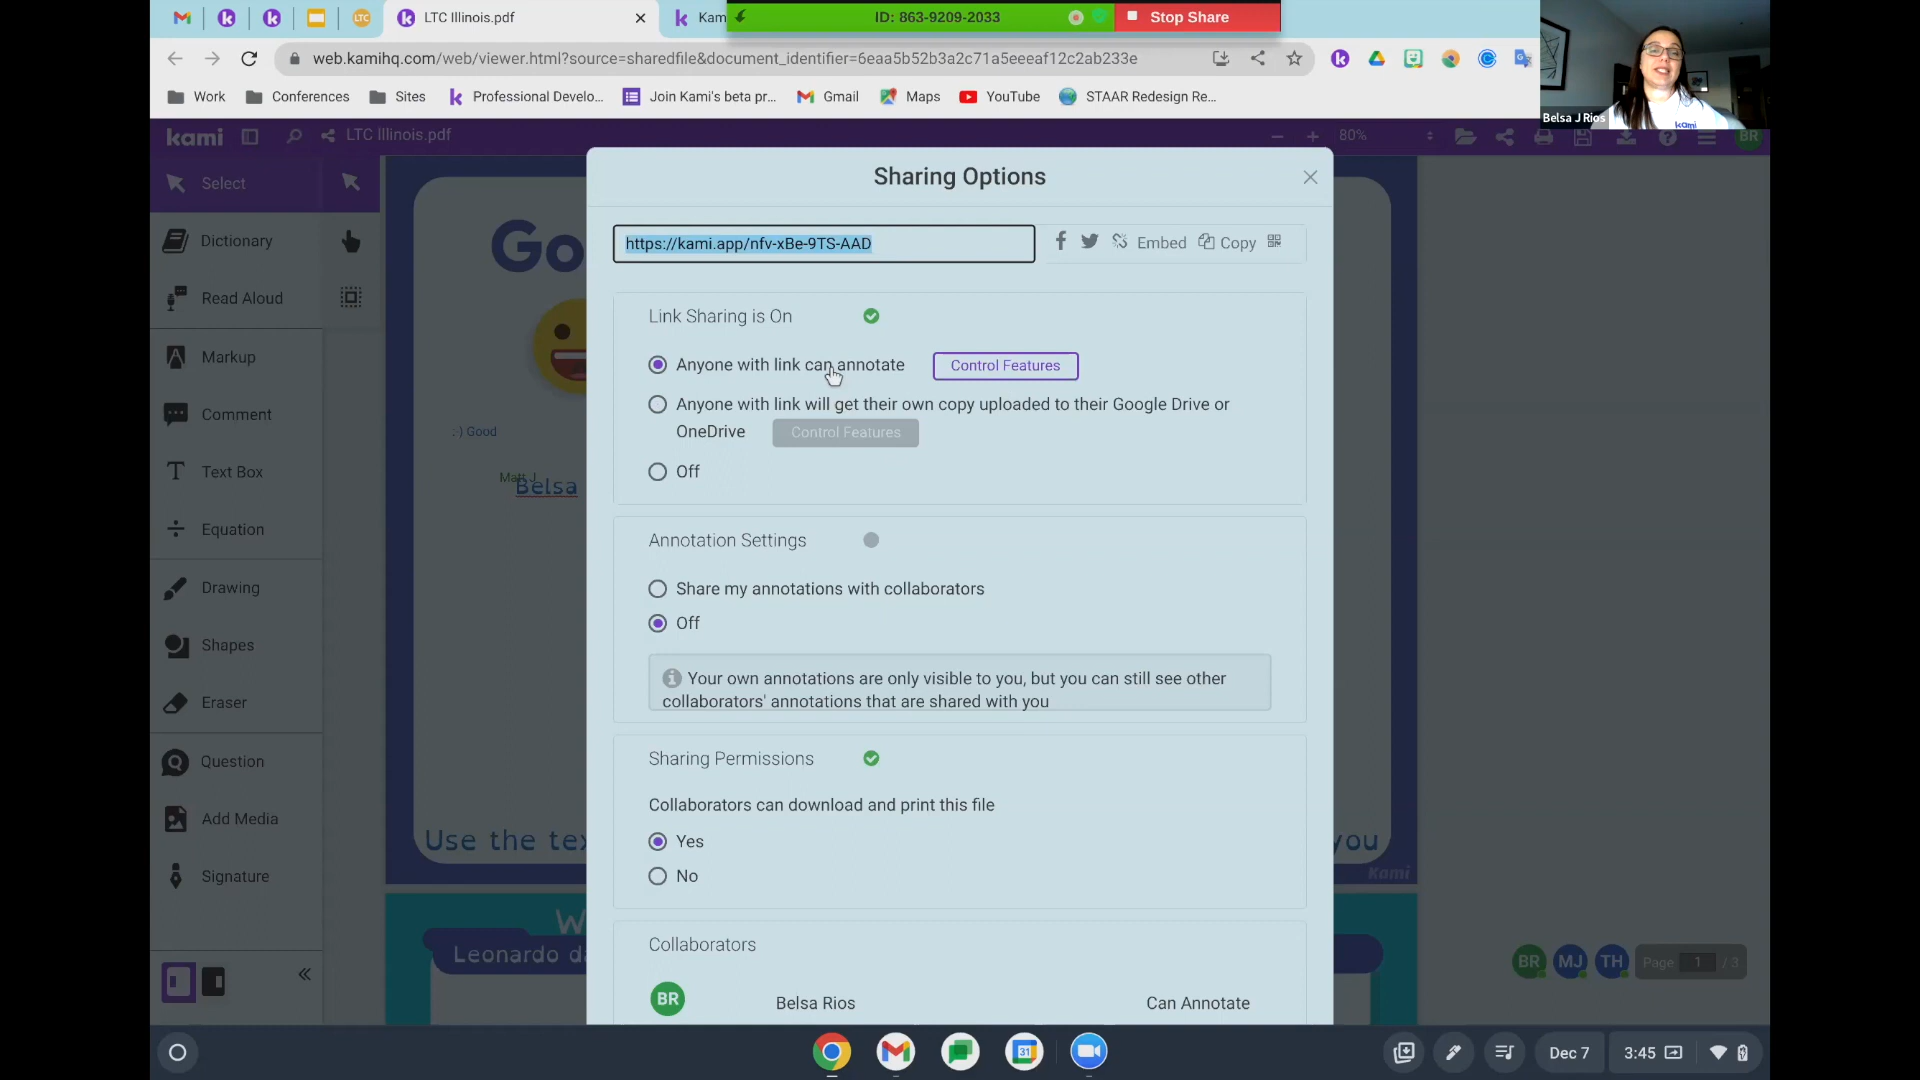 LTC Illinois.pdf
Kam
ID: 863-9209-2033
Stop Share
web.kamihq.com/web/viewer.html?source=sharedfile&document_identifier=6eaa5b52b3a2c71a5eeeaf12c2ab233e
Work
Conferences
Sites
Professional Develo...
Join Kami's beta pr...
Gmail
Maps
YouTube
STAAR Redesign Re...
Belsa J Rios
kami
kami
LTC Illinois.pdf
80%
BR
Select
Dictionary
Read Aloud
Markup
Comment
Text Box
Equation
Drawing
Shapes
Eraser
Question
Add Media
Signature
Go
:-) Good
Matt J
Belsa
Use the tex
you
Kami
W
Leonardo da
Sharing Options
https://kami.app/nfv-xBe-9TS-AAD
Embed
Copy
Link Sharing is On
Anyone with link can annotate
Control Features
Anyone with link will get their own copy uploaded to their Google Drive or
OneDrive
Control Features
Off
Annotation Settings
Share my annotations with collaborators
Off
Your own annotations are only visible to you, but you can still see other
collaborators' annotations that are shared with you
Sharing Permissions
Collaborators can download and print this file
Yes
No
Collaborators
BR
Belsa Rios
Can Annotate
BR
MJ
TH
Page 1 / 3
31
Dec 7
3:45